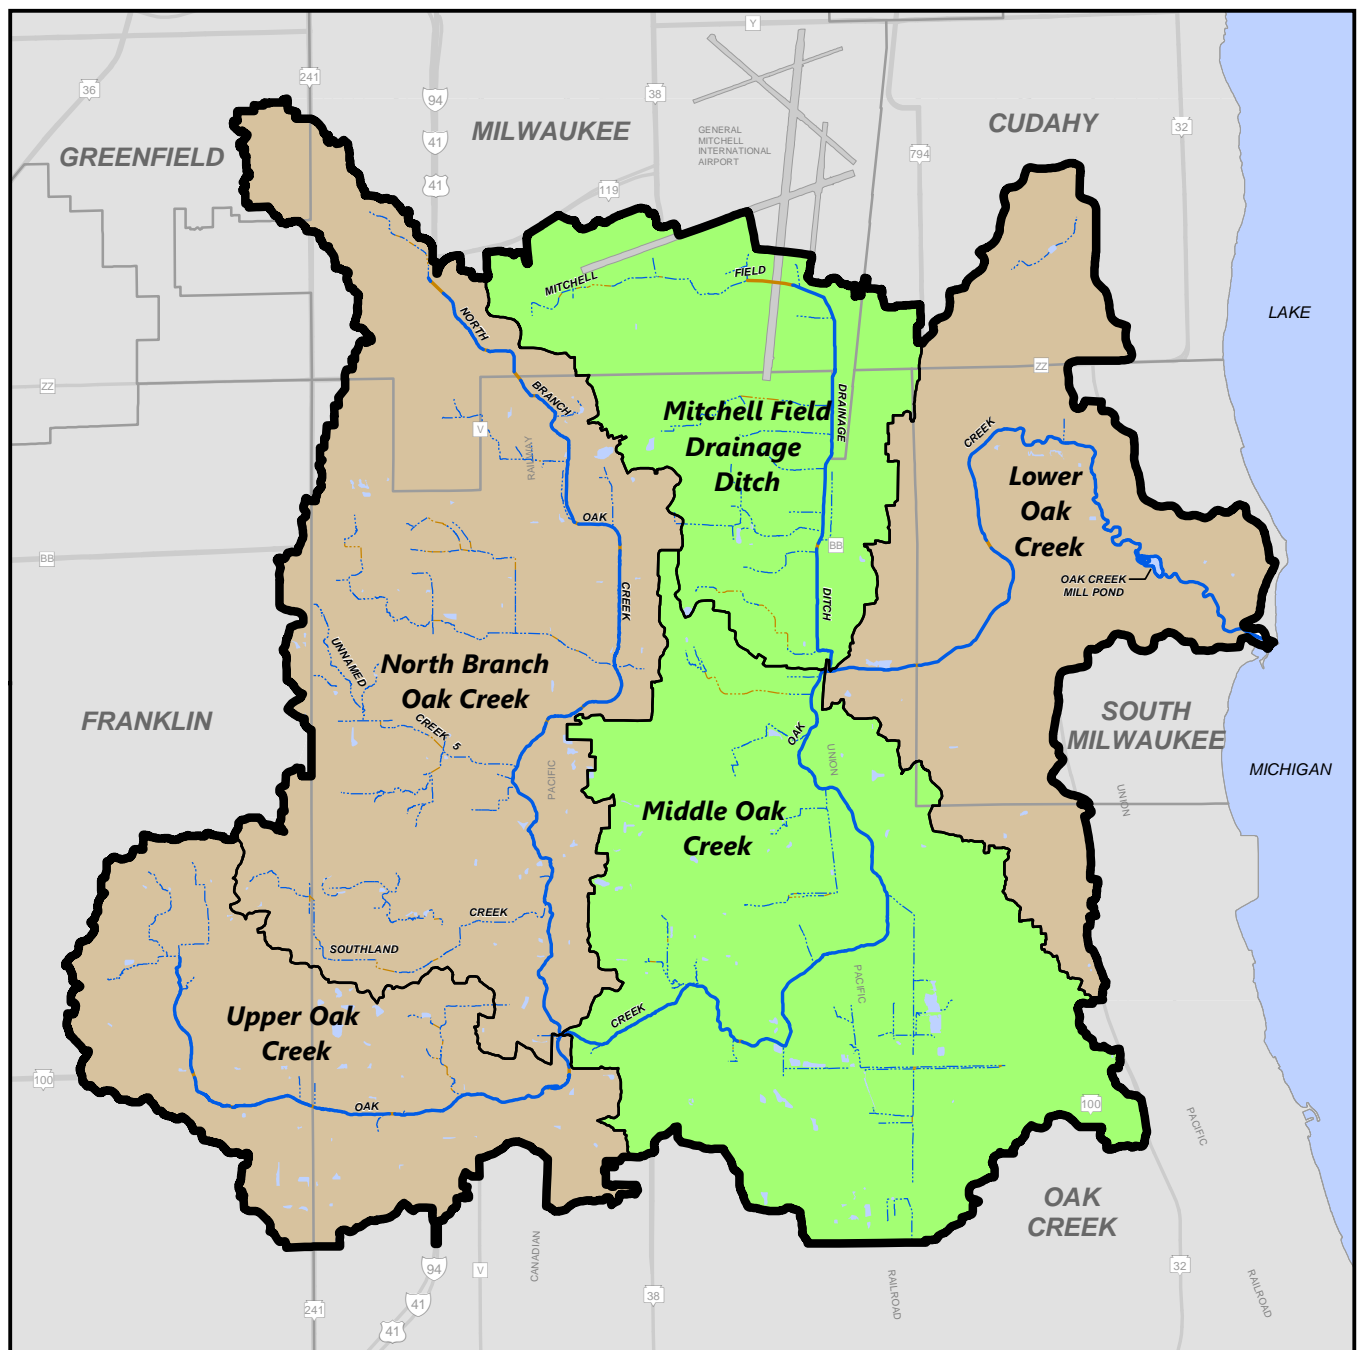 Y
241
36
94
38
MILWAUKEE
GENERAL
MITCHELL
INTERNATIONAL
AIRPORT
CUDAHY
32
41
794
GREENFIELD
41
119
MITCHELL
FIELD
NORTH
LAKE
ZZ
ZZ
BRANCH
DRAINAGE
Mitchell Field
Drainage
Ditch
V
RAILWAY
CREEK
Lower
Oak
Creek
OAK
BB
BB
OAK CREEK
MILL POND
CREEK
DITCH
UNNAMED
North Branch
Oak Creek
FRANKLIN
CREEK 5
OAK
UNION
SOUTH
MILWAUKEE
MICHIGAN
PACIFIC
UNION
Middle Oak
Creek
CREEK
SOUTHLAND
PACIFIC
Upper Oak
Creek
CREEK
100
OAK
100
PACIFIC
OAK
CREEK
CANADIAN
94
V
32
RAILROAD
RAILROAD
38
241
41
41